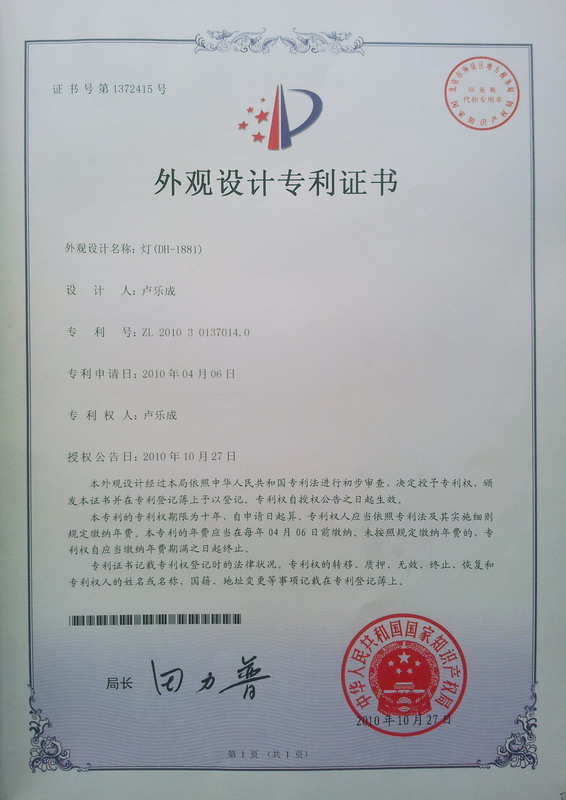 证书号第1372415号
印花税
代扣专用章
国家知识产权局
外观设计专利证书
外观设计名称：灯(DH-1881)
设计人：卢乐成
专利号：ZL 2010 3 0137014.0
专利申请日：2010年04月06日
专利权人：卢乐成
授权公告日：2010年10月27日
本外观设计经过本局依照中华人民共和国专利法进行初步审查，决定授予专利权，颁
发本证书并在专利登记簿上予以登记。专利权自授权公告之日起生效。
本专利的专利权期限为十年，自申请日起算。专利权人应当依照专利法及其实施细则
规定缴纳年费。本专利的年费应当在每年04月06日前缴纳。未按照规定缴纳年费的，专
利权自应当缴纳年费期满之日起终止。
专利证书记载专利权登记时的法律状况。专利权的转移、质押、无效、终止、恢复和
专利权人的姓名或名称、国籍、地址变更等事项记载在专利登记簿上。
局长 田力普
中华人民共和国国家知识产权局
2010年10月27日
第1页（共1页）